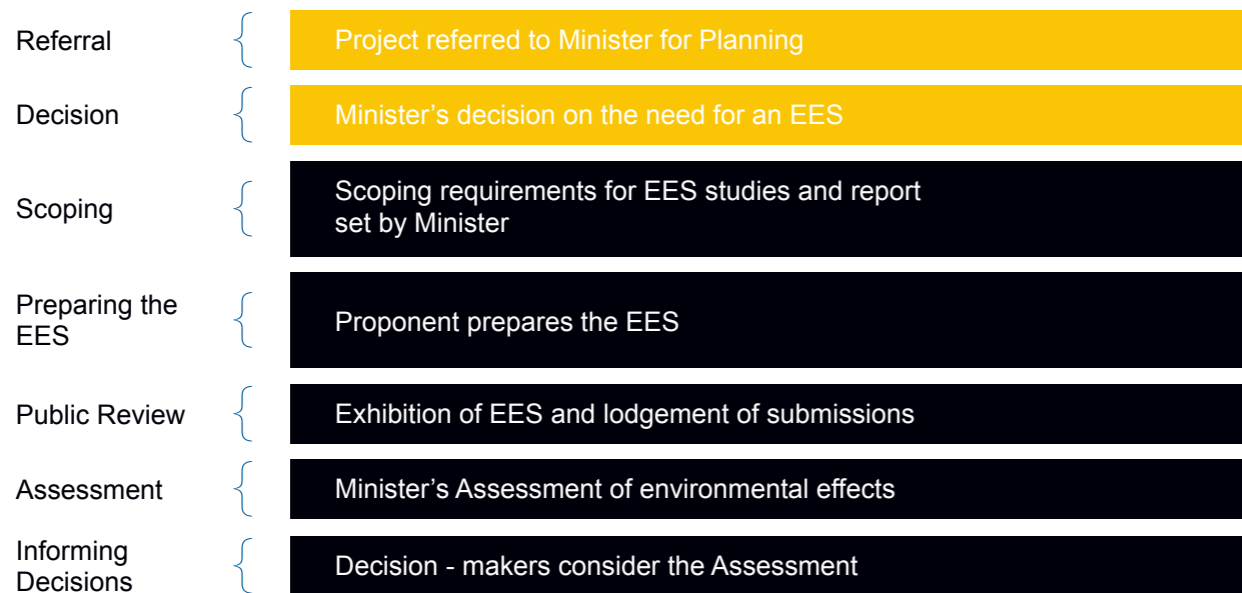 Referral
Project referred to Minister for Planning
Decision
Minister's decision on the need for an EES
Scoping
Scoping requirements for EES studies and report
set by Minister
Preparing the
EES
Proponent prepares the EES
Public Review
Exhibition of EES and lodgement of submissions
Assessment
Minister's Assessment of environmental effects
Informing
Decisions
Decision - makers consider the Assessment